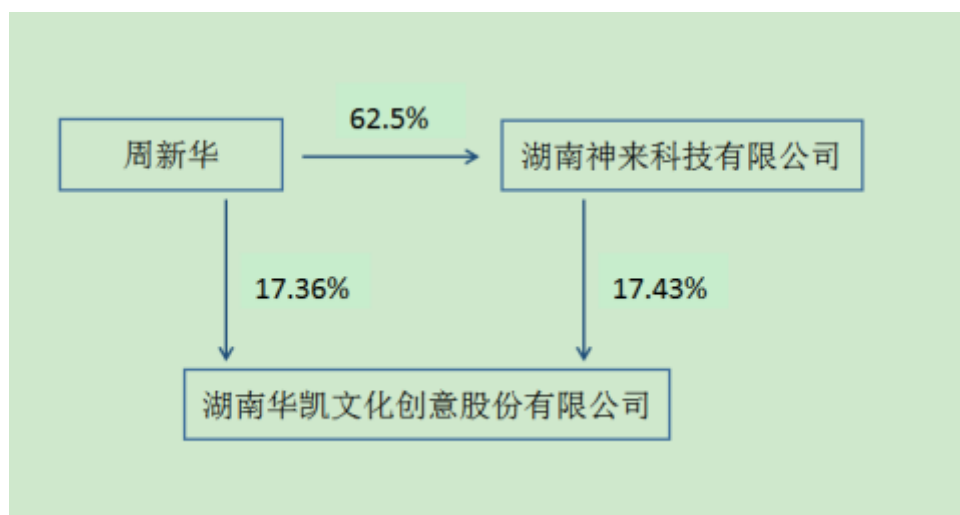 62.5%
周新华
湖南神来科技有限公司
17.36%
17.43%
湖南华凯文化创意股份有限公司